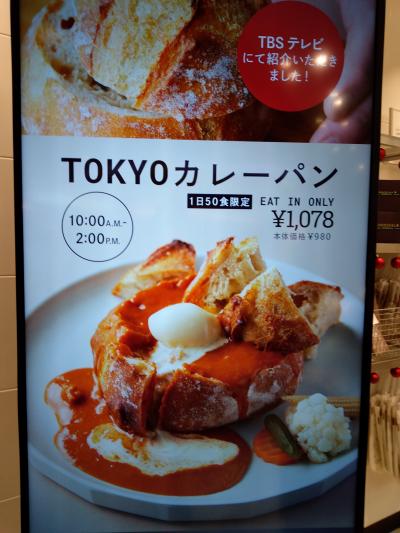 TBSテレビ
にて紹介いただき
ました!
TOKYOカレーパン
10:00A.M.-
2:00P.M.
1日50食限定 EAT IN ONLY
¥1,078
本体価格 ¥980